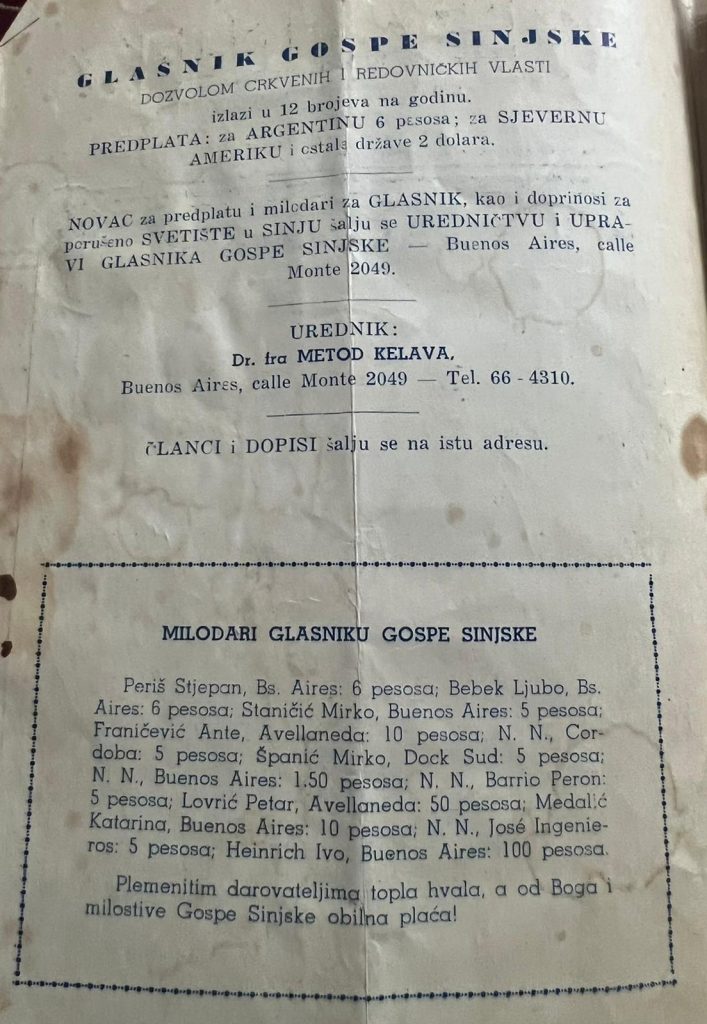 GLASNIK GOSPE SINJSKE
DOZVOLOM CRKVENIH I REDOVNIČKIH VLASTI
izlazi u 12 brojeva na godinu.
PREDPLATA: za ARGENTINU 6 pesosa; za SJEVERNU
AMERIKU i ostale države 2 dolara.
NOVAC za predplatu i milodari za GLASNIK, kao i doprinosi za
porušeno SVETIŠTE u SINJU šalju se UREDNIČTVU i UPRA-
VI GLASNIKA GOSPE SINJSKE — Buenos Aires, calle
Monte 2049.
UREDNIK:
Dr. fra METOD KELAVA,
Buenos Aires, calle Monte 2049 — Tel. 66 - 4310.
ČLANCI i DOPISI šalju se na istu adresu.
MILODARI GLASNIKU GOSPE SINJSKE
Periš Stjepan, Bs. Aires: 6 pesosa; Bebek Ljubo, Bs.
Aires: 6 pesosa; Staničić Mirko, Buenos Aires: 5 pesosa;
Franičević Ante, Avellaneda: 10 pesosa; N. N., Cor-
doba: 5 pesosa; Španić Mirko, Dock Sud: 5 pesosa;
N. N., Buenos Aires: 1.50 pesosa; N. N., Barrio Peron:
5 pesosa; Lovrić Petar, Avellaneda: 50 pesosa; Medalić
Katarina, Buenos Aires: 10 pesosa; N. N., José Ingenie-
ros: 5 pesosa; Heinrich Ivo, Buenos Aires: 100 pesosa.
Plemenitim darovateljima topla hvala, a od Boga i
milostive Gospe Sinjske obilna plaća!